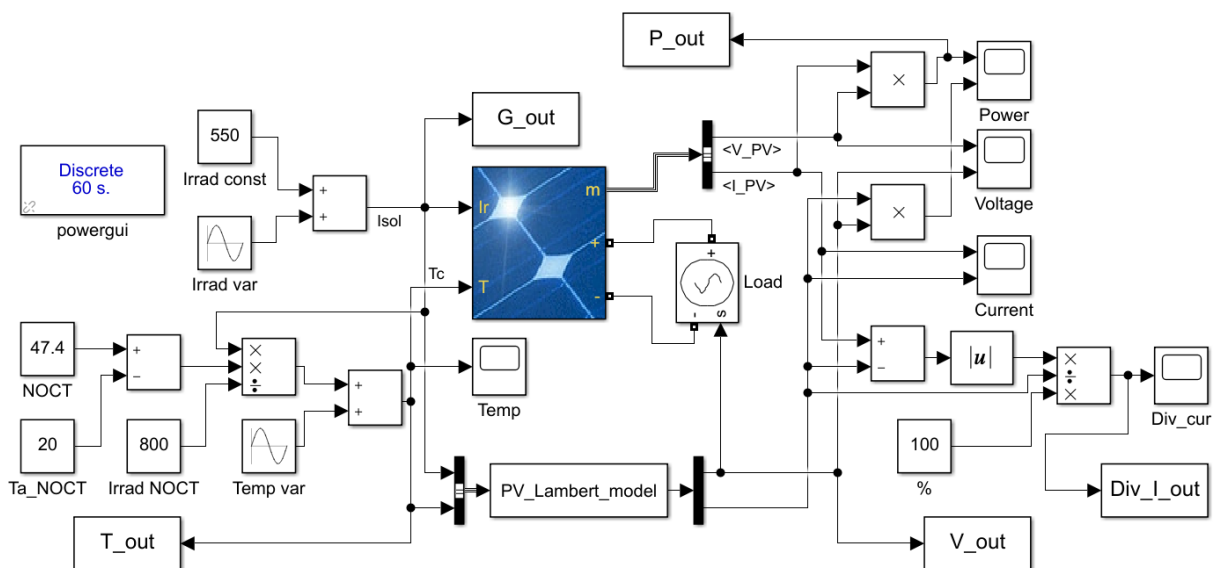 P_out
Power
×
G_out
550
Irrad const
Discrete
60 s.
powergui
+
+
Isol
Irrad var
Ir
m
+
T
-
Tc
<V_PV>
<I_PV>
Voltage
×
+
-
s
Load
Current
47.4
NOCT
+
−
×
×
÷
+
+
Temp
+
−
|u|
×
÷
×
Div_cur
20
Ta_NOCT
800
Irrad NOCT
Temp var
100
%
PV_Lambert_model
Div_I_out
T_out
V_out